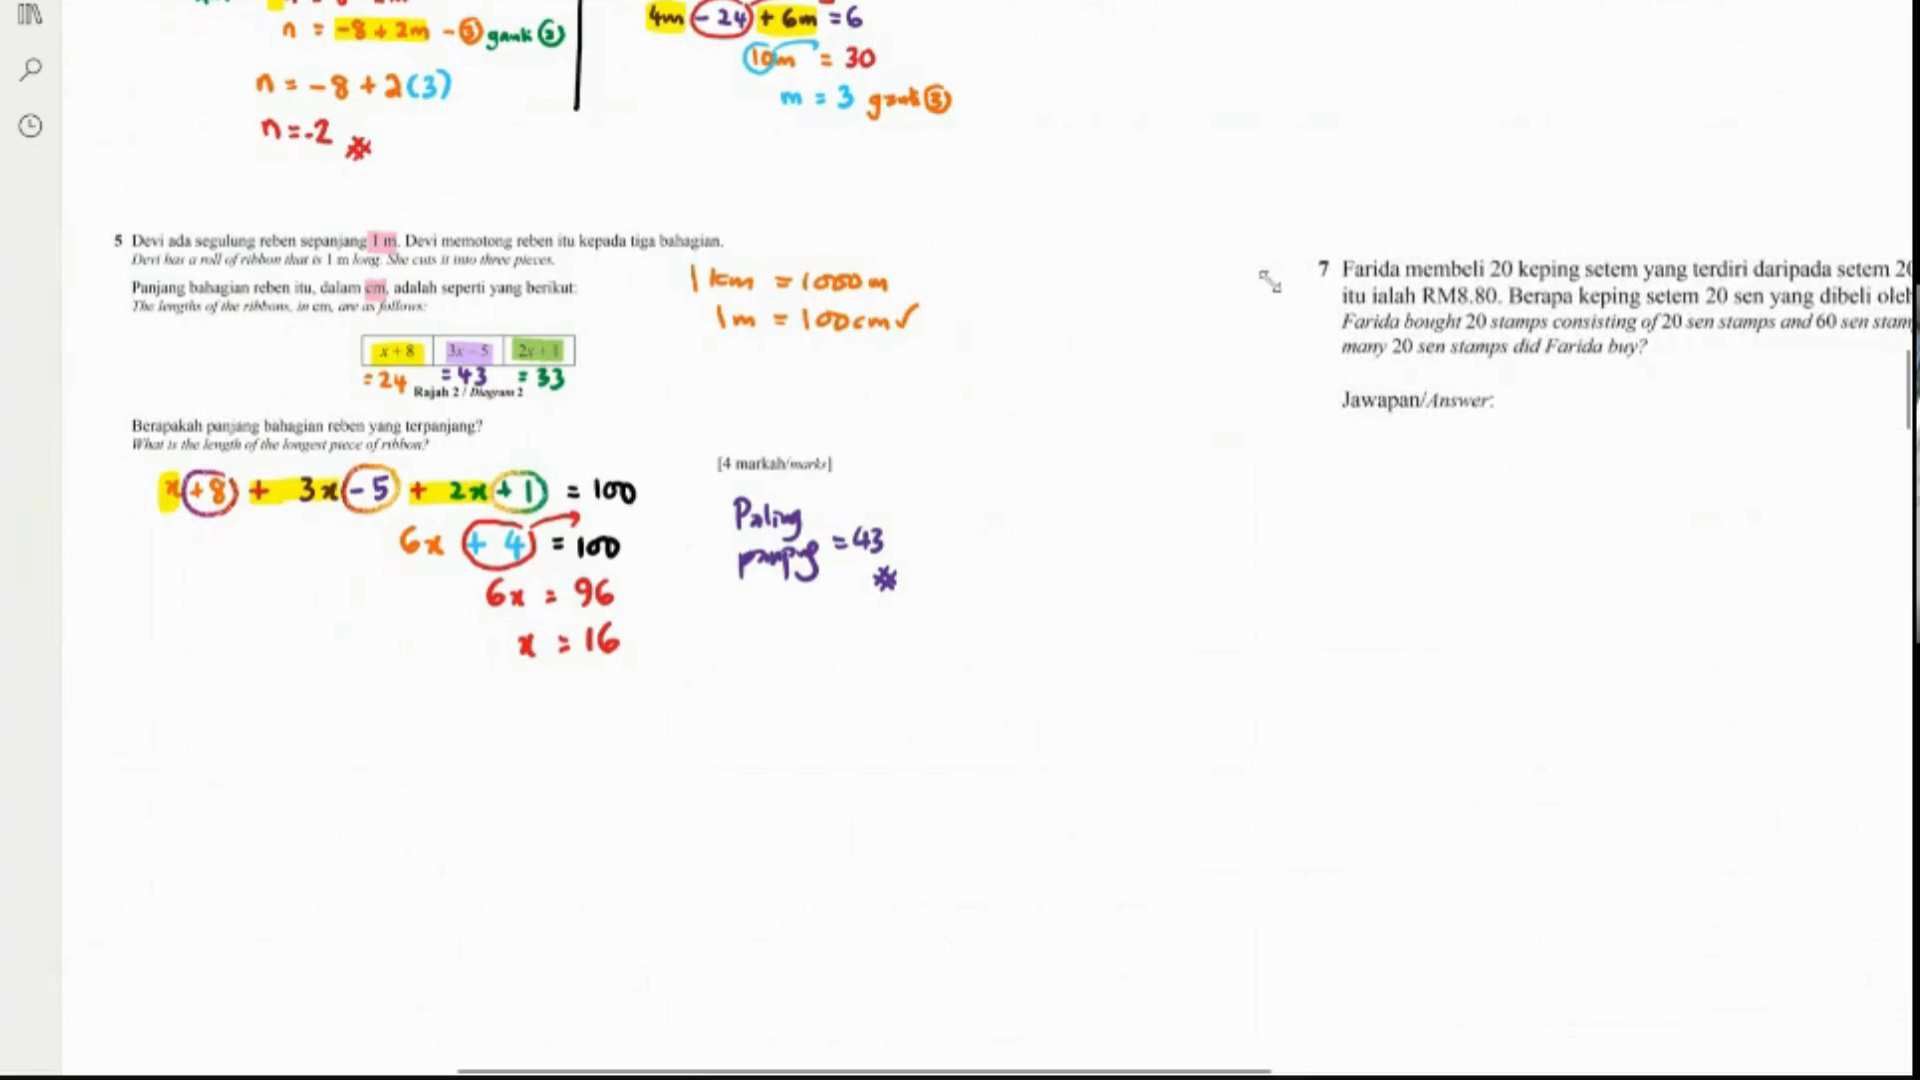 n = -8 + 2m - ③ ganti ②
n = -8 + 2(3)
n = -2
4m - 24 + 6m = 6
10m = 30
m = 3 ganti ③
5 Devi ada segulung reben sepanjang 1 m. Devi memotong reben itu kepada tiga bahagian.
Devi has a roll of ribbon that is 1 m long. She cuts it into three pieces.
Panjang bahagian reben itu, dalam cm, adalah seperti yang berikut:
The lengths of the ribbons, in cm, are as follows:
1 km = 1000 m
1 m = 100 cm ✓
x + 8 3x - 5 2x + 1
= 24 = 43 = 33
Rajah 2 / Diagram 2
Berapakah panjang bahagian reben yang terpanjang?
What is the length of the longest piece of ribbon?
[4 markah/marks]
x + 8 + 3x - 5 + 2x + 1 = 100
6x + 4 = 100
6x = 96
x = 16
Paling
panjang = 43
7 Farida membeli 20 keping setem yang terdiri daripada setem
itu ialah RM8.80. Berapa keping setem 20 sen yang dibeli
Farida bought 20 stamps consisting of 20 sen stamps and 60 sen
many 20 sen stamps did Farida buy?
Jawapan/Answer: